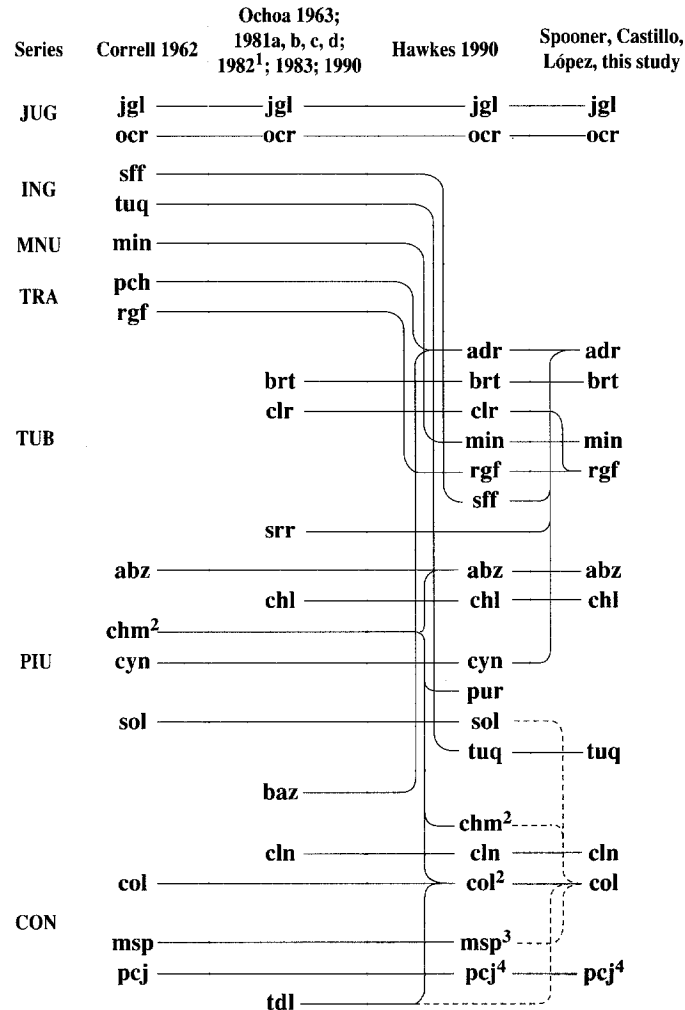 Series Correll 1962 Ochoa 1963; Hawkes 1990 Spooner, Castillo,
1981a, b, c, d; López, this study
1982¹; 1983; 1990
JUG jgl jgl jgl jgl
ocr ocr ocr ocr
ING sff
tuq
MNU min
TRA pch
rgf
adr adr
brt brt brt
clr clr
TUB min min
rgf rgf
sff
srr
abz abz abz
chl chl chl
chm²
PIU cyn cyn
pur
sol sol
tuq tuq
baz
chm²
cln cln cln
col col² col
CON
msp msp³
pcj pcj⁴ pcj⁴
tdl